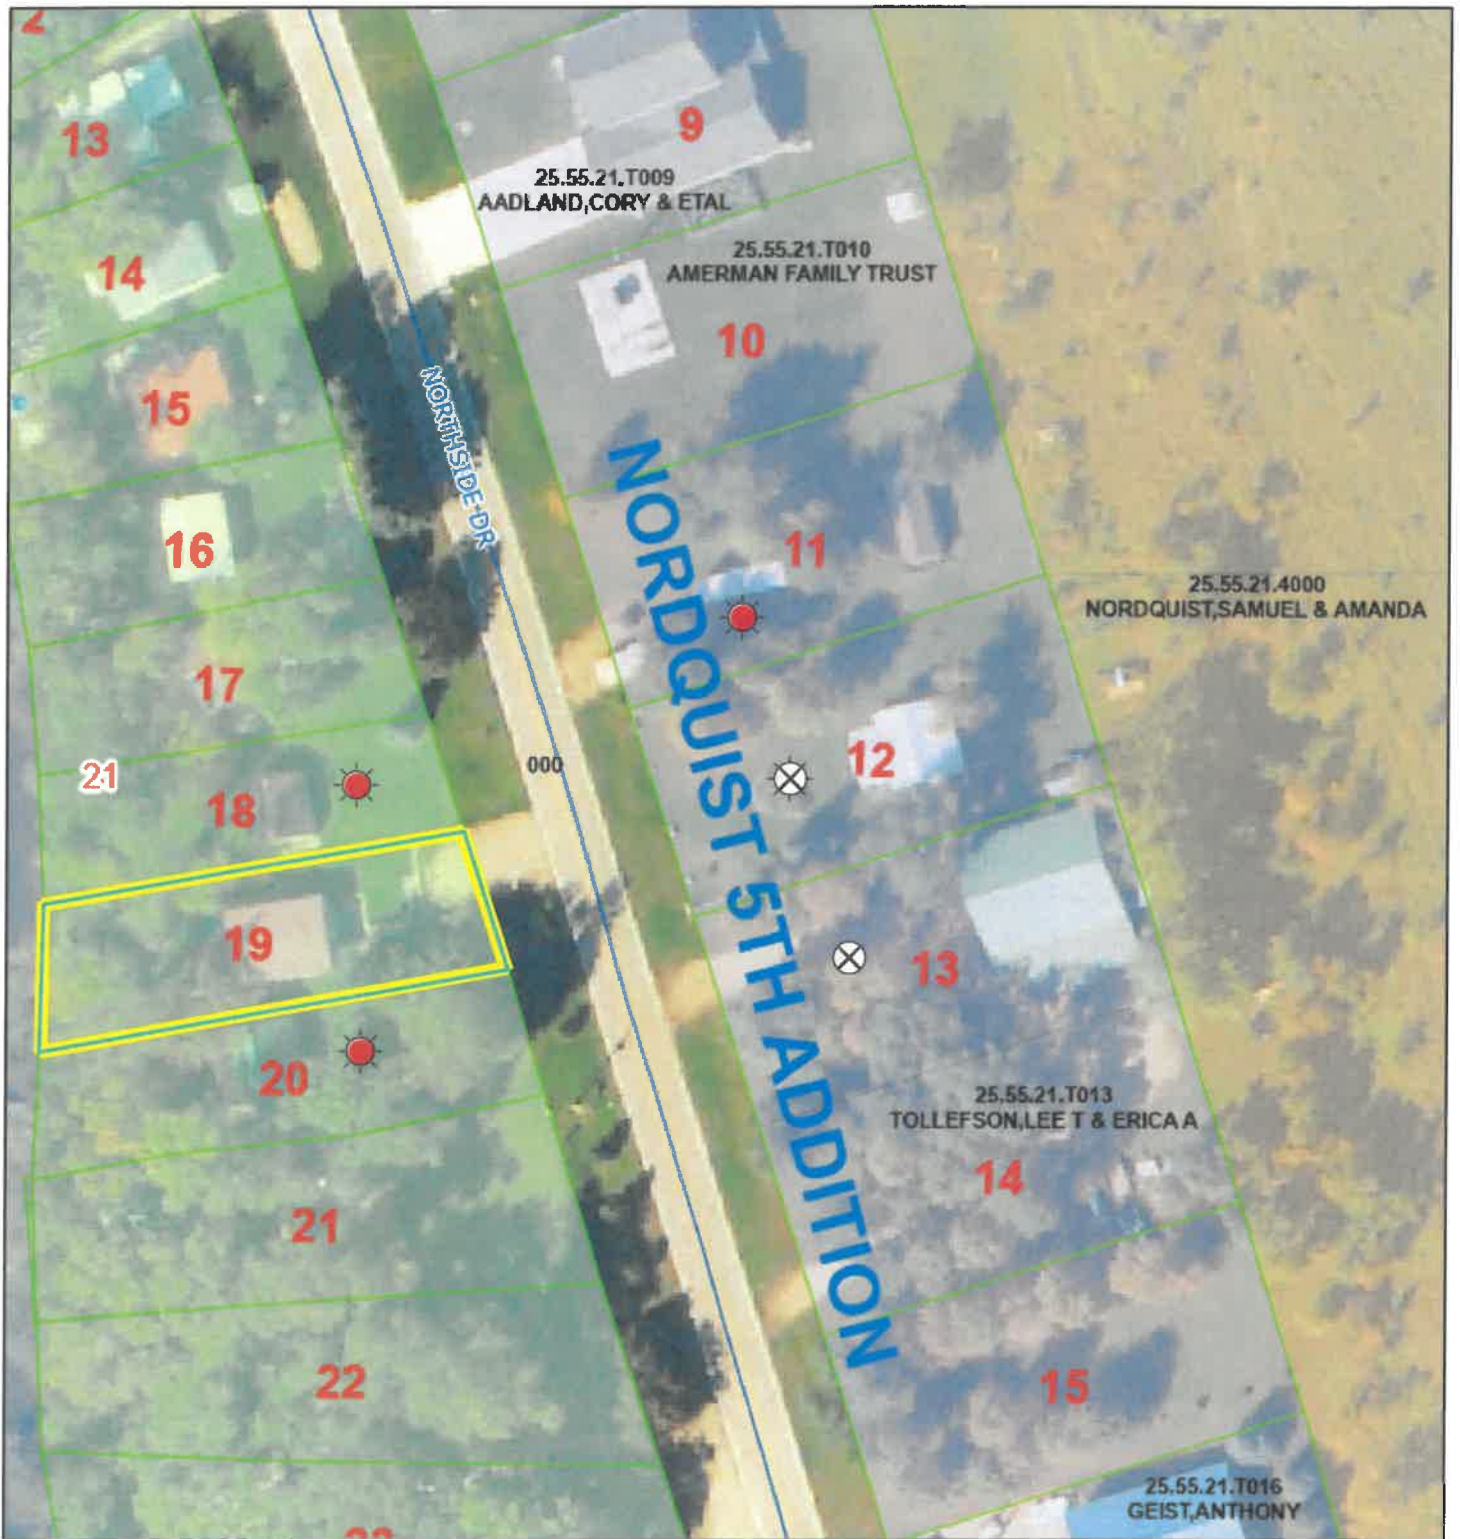 2
13
9
25.55.21.T009
AADLAND,CORY & ETAL
14
25.55.21.T010
AMERMAN FAMILY TRUST
10
15
NORTHSIDE DR
16
11
25.55.21.4000
NORDQUIST,SAMUEL & AMANDA
NORDQUIST 5TH ADDITION
17
21
000
12
18
19
13
20
25.55.21.T013
TOLLEFSON,LEE T & ERICA A
14
21
22
15
25.55.21.T016
GEIST,ANTHONY